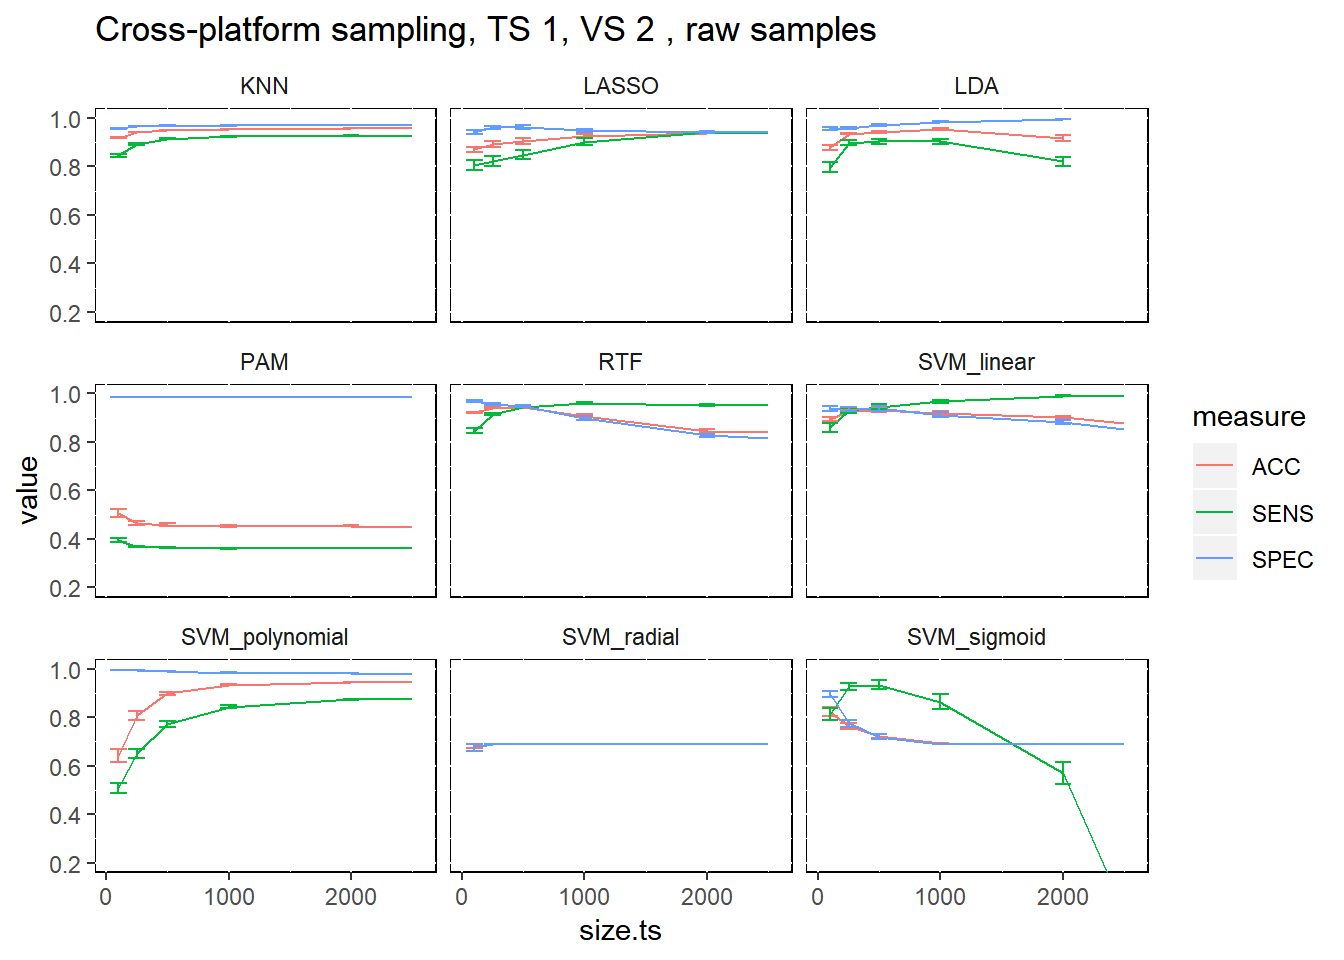 Cross-platform sampling, TS 1, VS 2 , raw samples
KNN
LASSO
LDA
1.0
0.8
0.6
0.4
0.2
PAM
RTF
SVM_linear
1.0
0.8
0.6
0.4
0.2
SVM_polynomial
SVM_radial
SVM_sigmoid
1.0
0.8
0.6
0.4
0.2
0 1000 2000
0 1000 2000
0 1000 2000
size.ts
value
measure
ACC
SENS
SPEC